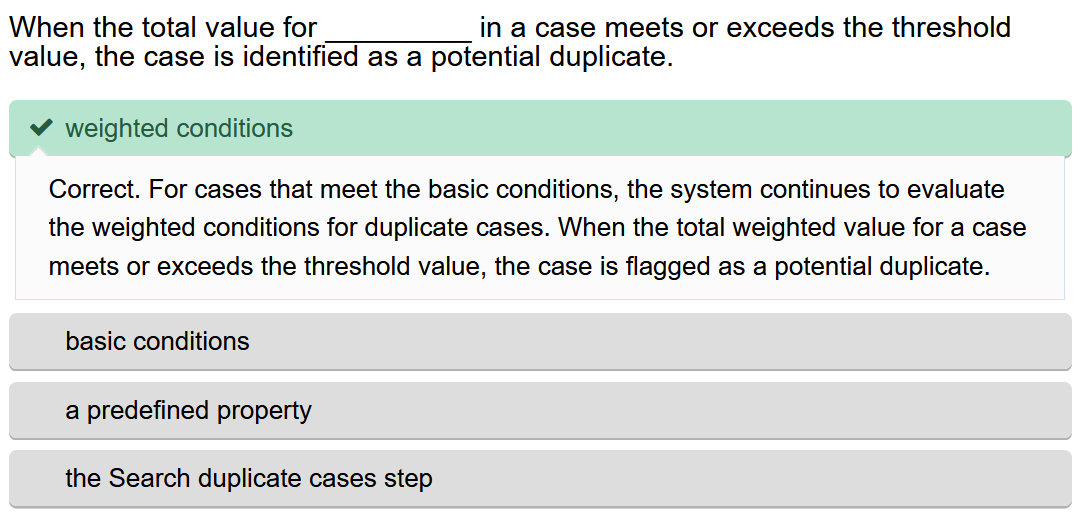 When the total value for __________ in a case meets or exceeds the threshold
value, the case is identified as a potential duplicate.
weighted conditions
Correct. For cases that meet the basic conditions, the system continues to evaluate
the weighted conditions for duplicate cases. When the total weighted value for a case
meets or exceeds the threshold value, the case is flagged as a potential duplicate.
basic conditions
a predefined property
the Search duplicate cases step